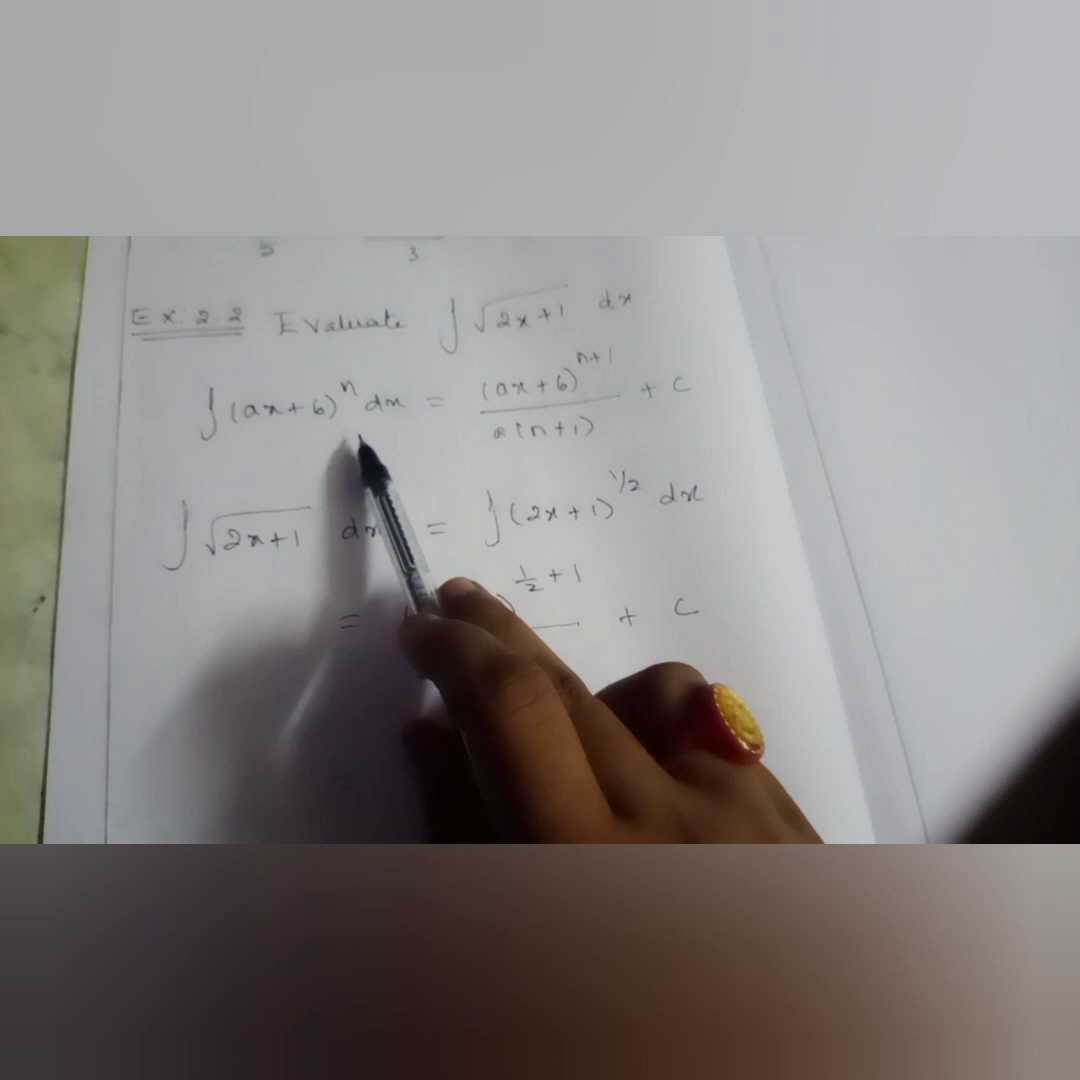 3
Ex. 2.2 Evaluate ∫ √2x+1 dx
∫ (ax+b)^n dx = (ax+b)^(n+1) / a(n+1) + c
∫ √2x+1 dx = ∫ (2x+1)^1/2 dx
= ) ^ 1/2 + 1 + c